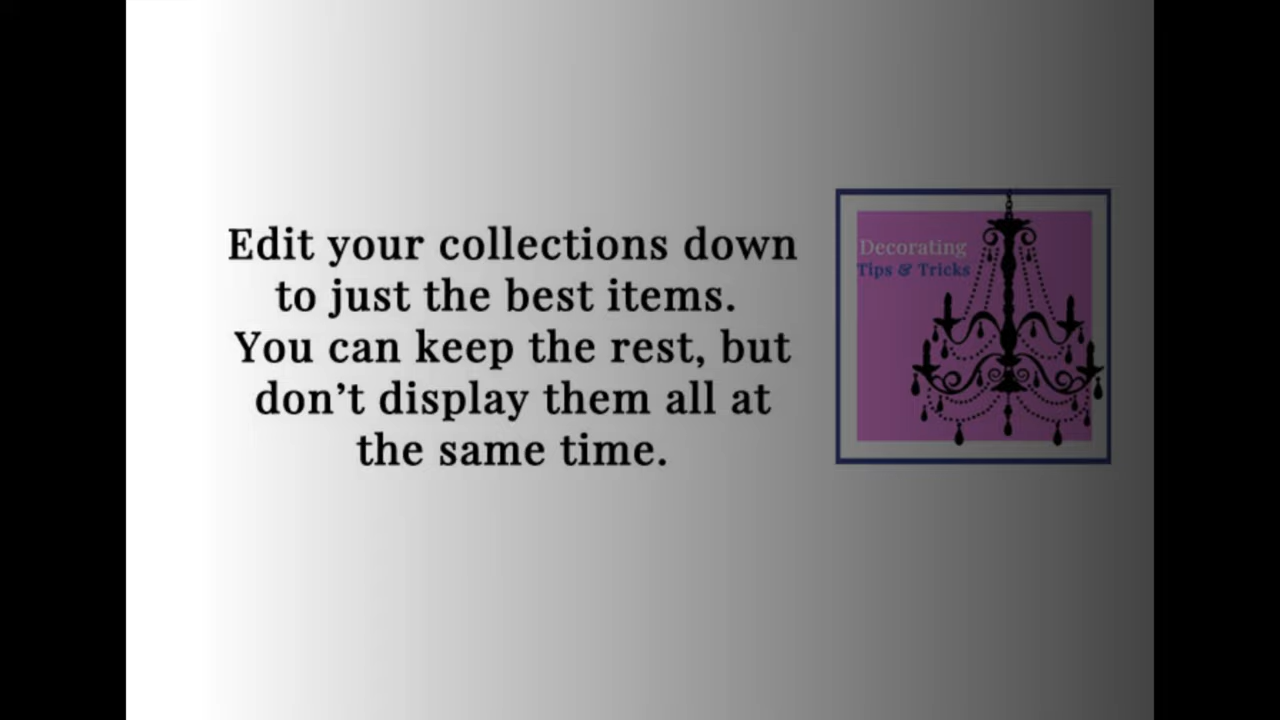 Edit your collections down
to just the best items.
You can keep the rest, but
don’t display them all at
the same time.
Decorating
Tips & Tricks